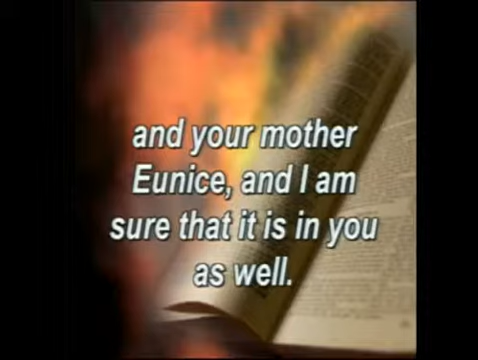 and your mother
Eunice, and I am
sure that it is in you
as well.